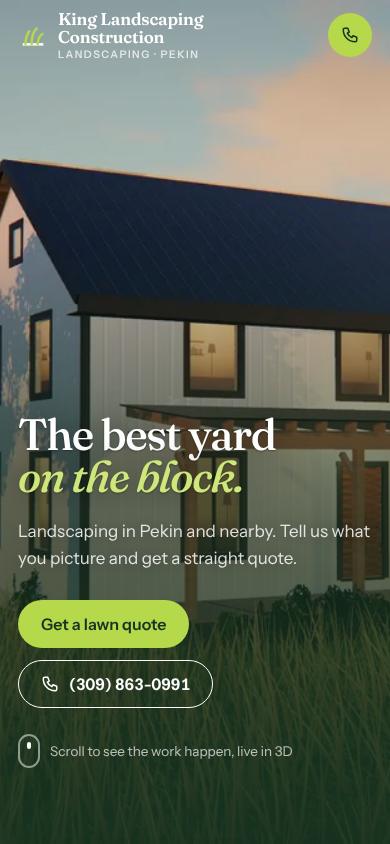 King Landscaping
Construction
LANDSCAPING · PEKIN
The best yard
on the block.
Landscaping in Pekin and nearby. Tell us what
you picture and get a straight quote.
Get a lawn quote
(309) 863-0991
Scroll to see the work happen, live in 3D